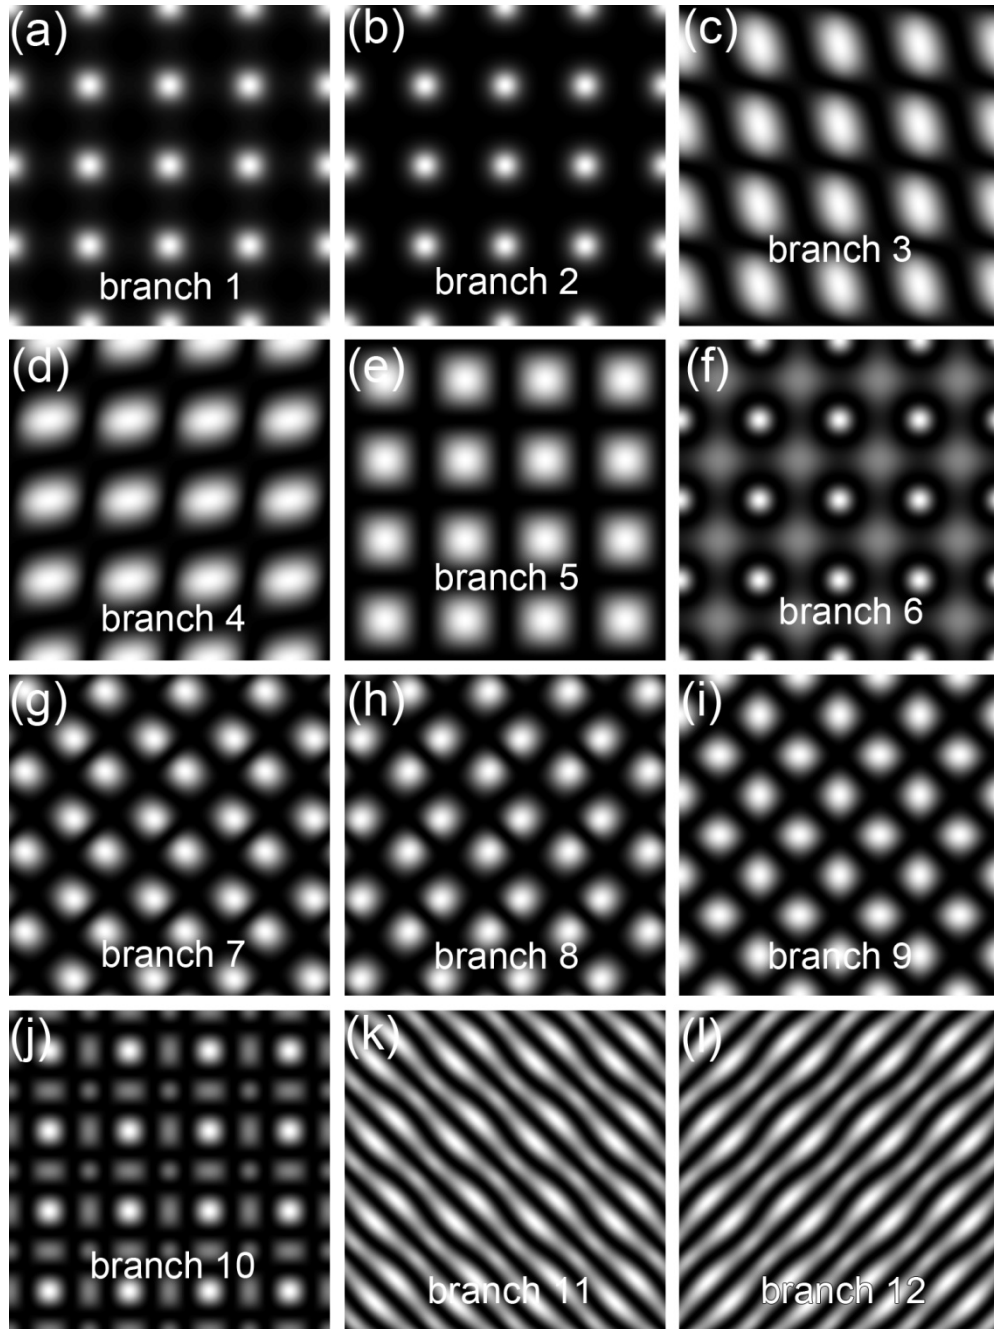 (a)
branch 1
(b)
branch 2
(c)
branch 3
(d)
branch 4
(e)
branch 5
(f)
branch 6
(g)
branch 7
(h)
branch 8
(i)
branch 9
(j)
branch 10
(k)
branch 11
(l)
branch 12